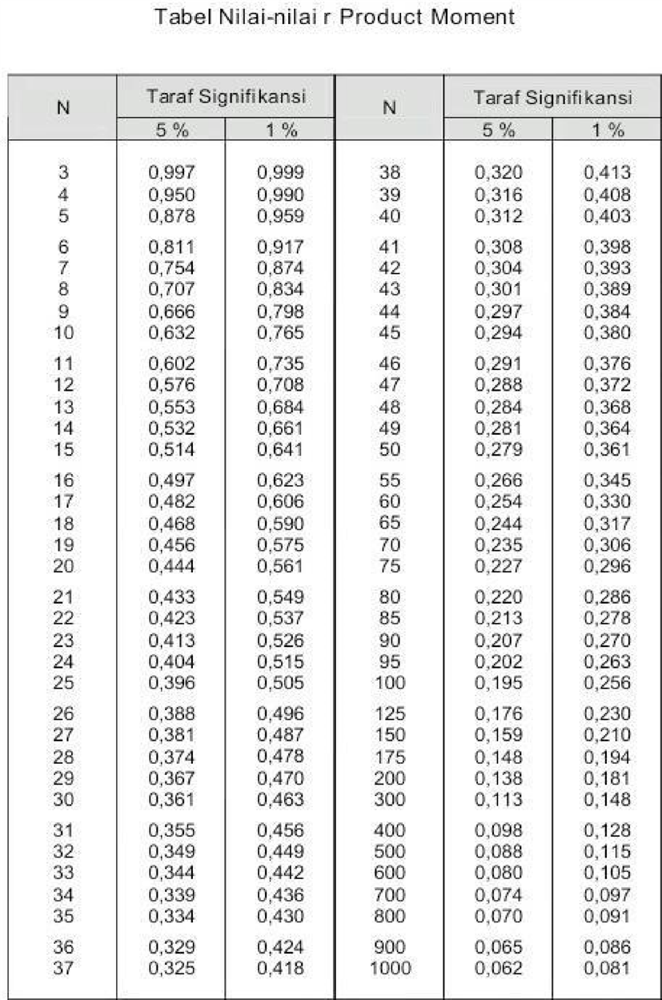 Tabel Nilai-nilai r Product Moment
N Taraf Signifikansi N Taraf Signifikansi
5 % 1 % 5 % 1 %
3 0,997 0,999 38 0,320 0,413
4 0,950 0,990 39 0,316 0,408
5 0,878 0,959 40 0,312 0,403
6 0,811 0,917 41 0,308 0,398
7 0,754 0,874 42 0,304 0,393
8 0,707 0,834 43 0,301 0,389
9 0,666 0,798 44 0,297 0,384
10 0,632 0,765 45 0,294 0,380
11 0,602 0,735 46 0,291 0,376
12 0,576 0,708 47 0,288 0,372
13 0,553 0,684 48 0,284 0,368
14 0,532 0,661 49 0,281 0,364
15 0,514 0,641 50 0,279 0,361
16 0,497 0,623 55 0,266 0,345
17 0,482 0,606 60 0,254 0,330
18 0,468 0,590 65 0,244 0,317
19 0,456 0,575 70 0,235 0,306
20 0,444 0,561 75 0,227 0,296
21 0,433 0,549 80 0,220 0,286
22 0,423 0,537 85 0,213 0,278
23 0,413 0,526 90 0,207 0,270
24 0,404 0,515 95 0,202 0,263
25 0,396 0,505 100 0,195 0,256
26 0,388 0,496 125 0,176 0,230
27 0,381 0,487 150 0,159 0,210
28 0,374 0,478 175 0,148 0,194
29 0,367 0,470 200 0,138 0,181
30 0,361 0,463 300 0,113 0,148
31 0,355 0,456 400 0,098 0,128
32 0,349 0,449 500 0,088 0,115
33 0,344 0,442 600 0,080 0,105
34 0,339 0,436 700 0,074 0,097
35 0,334 0,430 800 0,070 0,091
36 0,329 0,424 900 0,065 0,086
37 0,325 0,418 1000 0,062 0,081